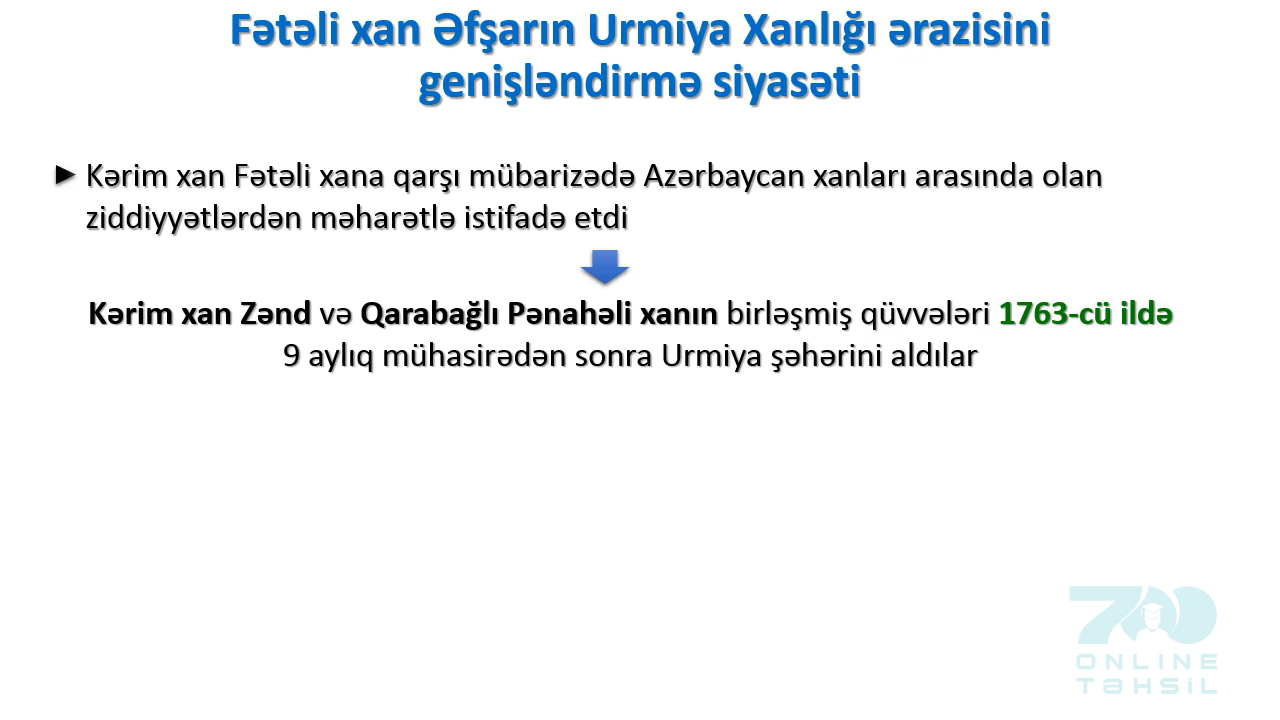 Fətəli xan Əfşarın Urmiya Xanlığı ərazisini
genişləndirmə siyasəti
Kərim xan Fətəli xana qarşı mübarizədə Azərbaycan xanları arasında olan
ziddiyyətlərdən məharətlə istifadə etdi
Kərim xan Zənd və Qarabağlı Pənahəli xanın birləşmiş qüvvələri 1763-cü ildə
9 aylıq mühasirədən sonra Urmiya şəhərini aldılar
700
ONLINE
TƏHSİL